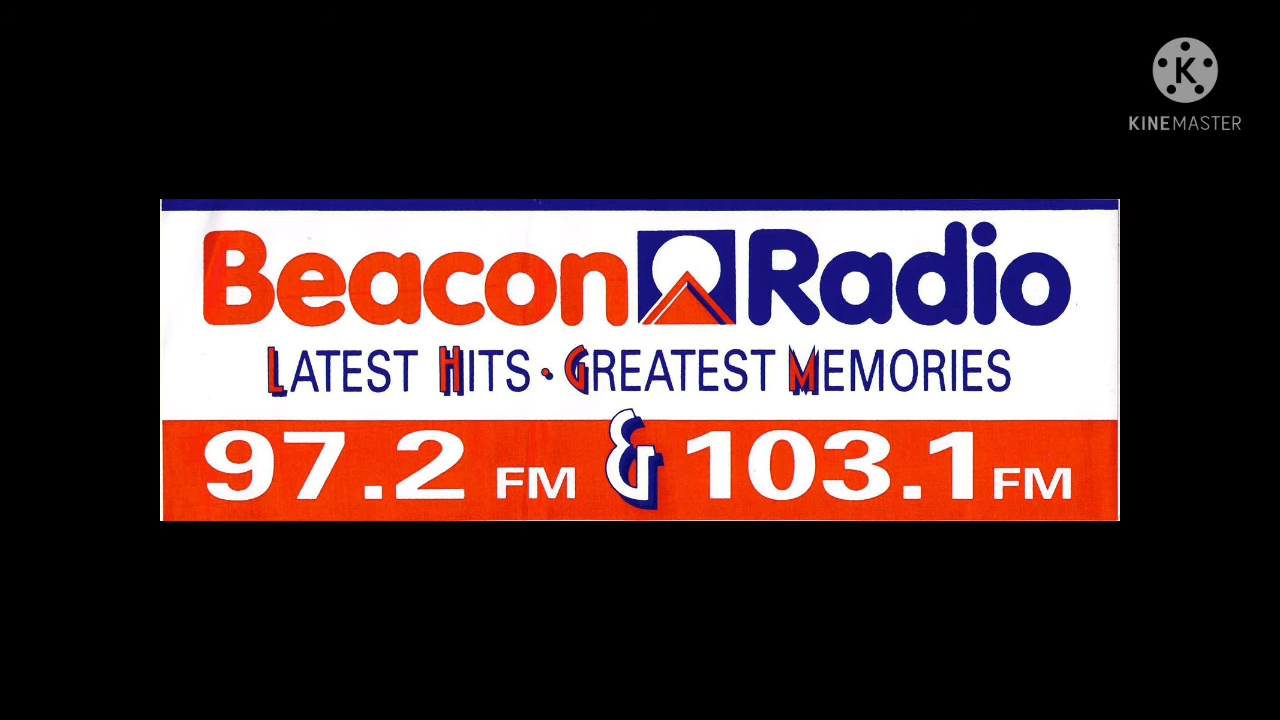 K
KINEMASTER
Beacon Radio
LATEST HITS · GREATEST MEMORIES
97.2 FM & 103.1 FM